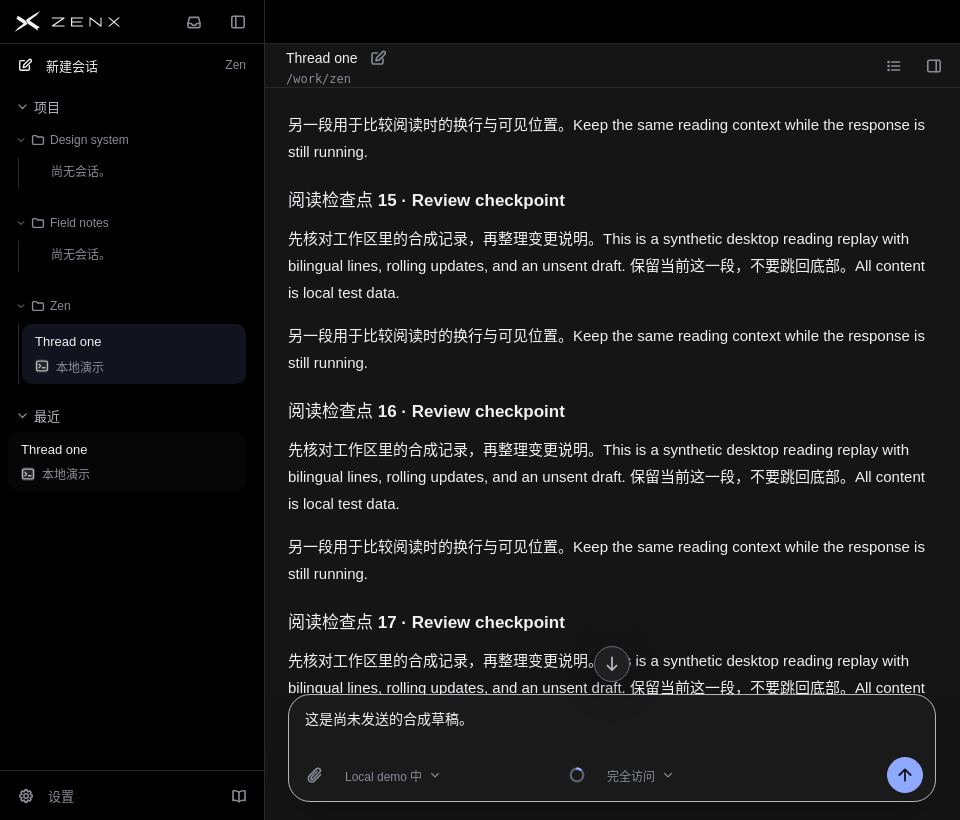 ZENX
新建会话 Zen
项目
Design system
尚无会话。
Field notes
尚无会话。
Zen
Thread one
本地演示
最近
Thread one
本地演示
设置
Thread one
/work/zen
另一段用于比较阅读时的换行与可见位置。Keep the same reading context while the response is
still running.
阅读检查点 15 · Review checkpoint
先核对工作区里的合成记录，再整理变更说明。This is a synthetic desktop reading replay with
bilingual lines, rolling updates, and an unsent draft. 保留当前这一段，不要跳回底部。All content
is local test data.
另一段用于比较阅读时的换行与可见位置。Keep the same reading context while the response is
still running.
阅读检查点 16 · Review checkpoint
先核对工作区里的合成记录，再整理变更说明。This is a synthetic desktop reading replay with
bilingual lines, rolling updates, and an unsent draft. 保留当前这一段，不要跳回底部。All content
is local test data.
另一段用于比较阅读时的换行与可见位置。Keep the same reading context while the response is
still running.
阅读检查点 17 · Review checkpoint
先核对工作区里的合成记录，再整理变更说明。 is a synthetic desktop reading replay with
bilingual lines, rolling updates, and an unsent draft. 保留当前这一段，不要跳回底部。All content
这是尚未发送的合成草稿。
Local demo 中
完全访问